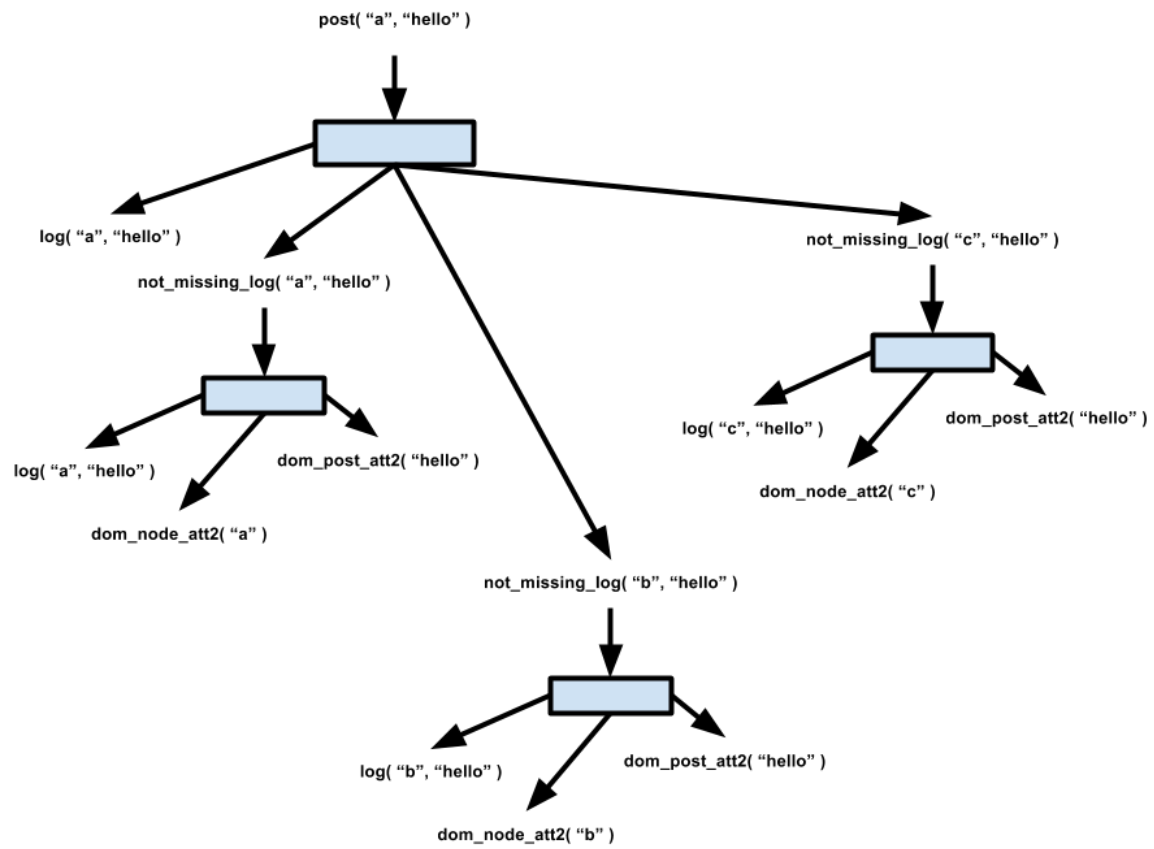 post( “a”, “hello” )
log( “a”, “hello” )
not_missing_log( “c”, “hello” )
not_missing_log( “a”, “hello” )
log( “c”, “hello” )
dom_post_att2( “hello” )
log( “a”, “hello” )
dom_post_att2( “hello” )
dom_node_att2( “c” )
dom_node_att2( “a” )
not_missing_log( “b”, “hello” )
log( “b”, “hello” )
dom_post_att2( “hello” )
dom_node_att2( “b” )